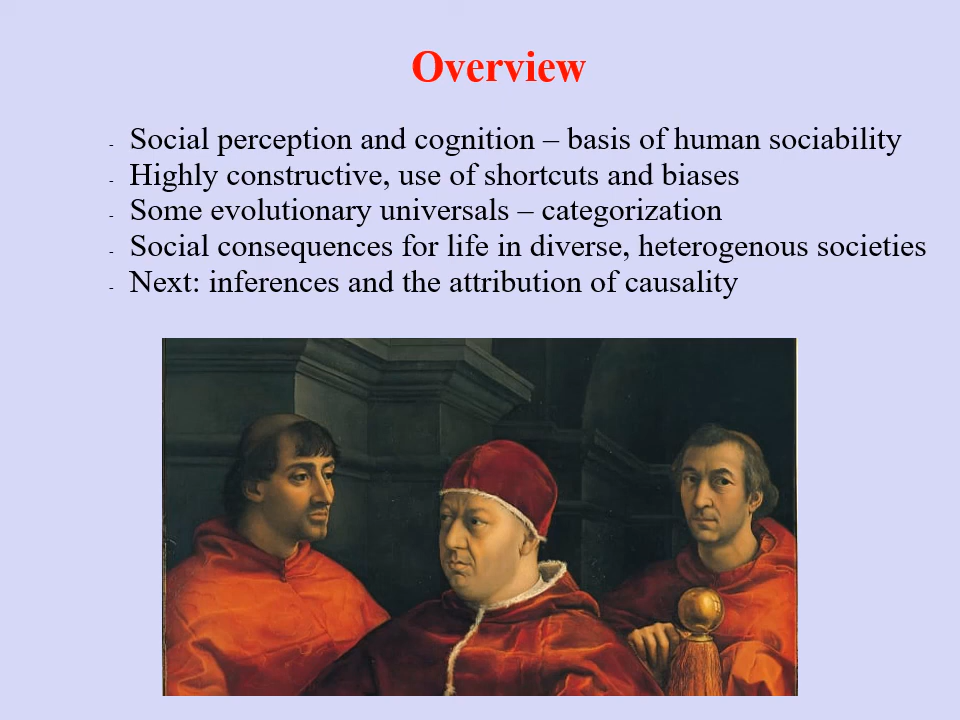 Overview
- Social perception and cognition – basis of human sociability
- Highly constructive, use of shortcuts and biases
- Some evolutionary universals – categorization
- Social consequences for life in diverse, heterogenous societies
- Next: inferences and the attribution of causality